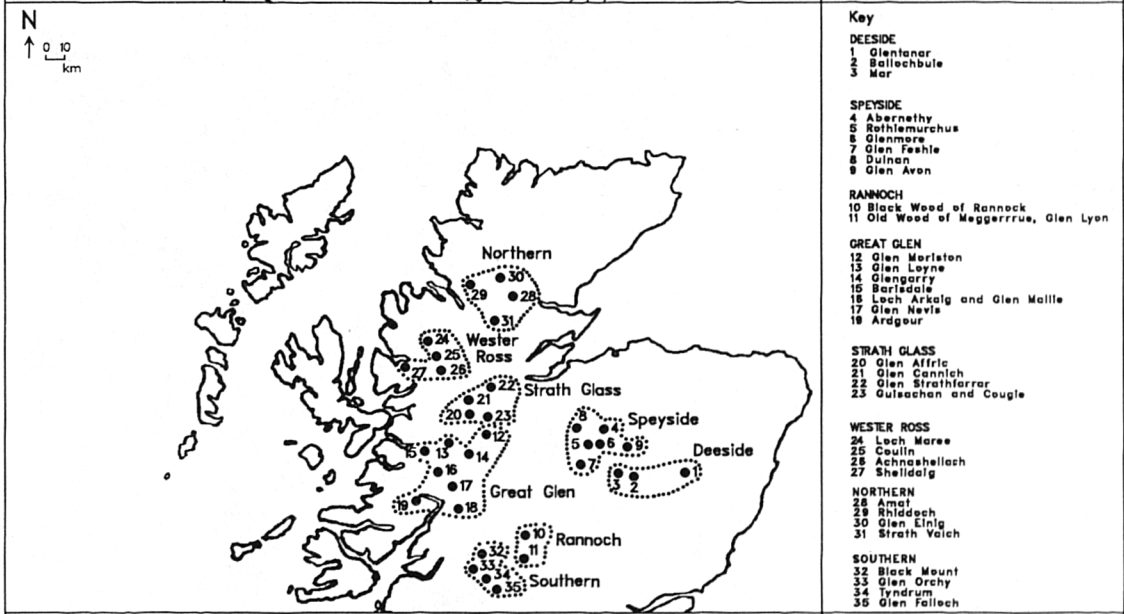 N
0 10
km
Northern
30
29
28
31
24
Wester
Ross
25
27
26
22
Strath Glass
21
20
23
12
15
13
14
16
17
Great Glen
19
18
8
4
Speyside
5
6
9
7
Deeside
3
2
1
10
Rannoch
11
32
33
34
Southern
35
Key
DEESIDE
1 Glentanar
2 Ballochbuie
3 Mar
SPEYSIDE
4 Abernethy
5 Rothiemurchus
6 Glenmore
7 Glen Feshie
8 Dulnan
9 Glen Avon
RANNOCH
10 Black Wood of Rannock
11 Old Wood of Meggerrrue, Glen Lyon
GREAT GLEN
12 Glen Moriston
13 Glen Loyne
14 Glengarry
15 Barisdale
16 Loch Arkaig and Glen Mallie
17 Glen Nevis
19 Ardgour
STRATH GLASS
20 Glen Affric
21 Glen Cannich
22 Glen Strathfarrar
23 Guisachan and Cougie
WESTER ROSS
24 Loch Maree
25 Coulin
26 Achnashellach
27 Shelldaig
NORTHERN
28 Amat
29 Rhiddoch
30 Glen Einig
31 Strath Vaich
SOUTHERN
32 Black Mount
33 Glen Orchy
34 Tyndrum
35 Glen Falloch